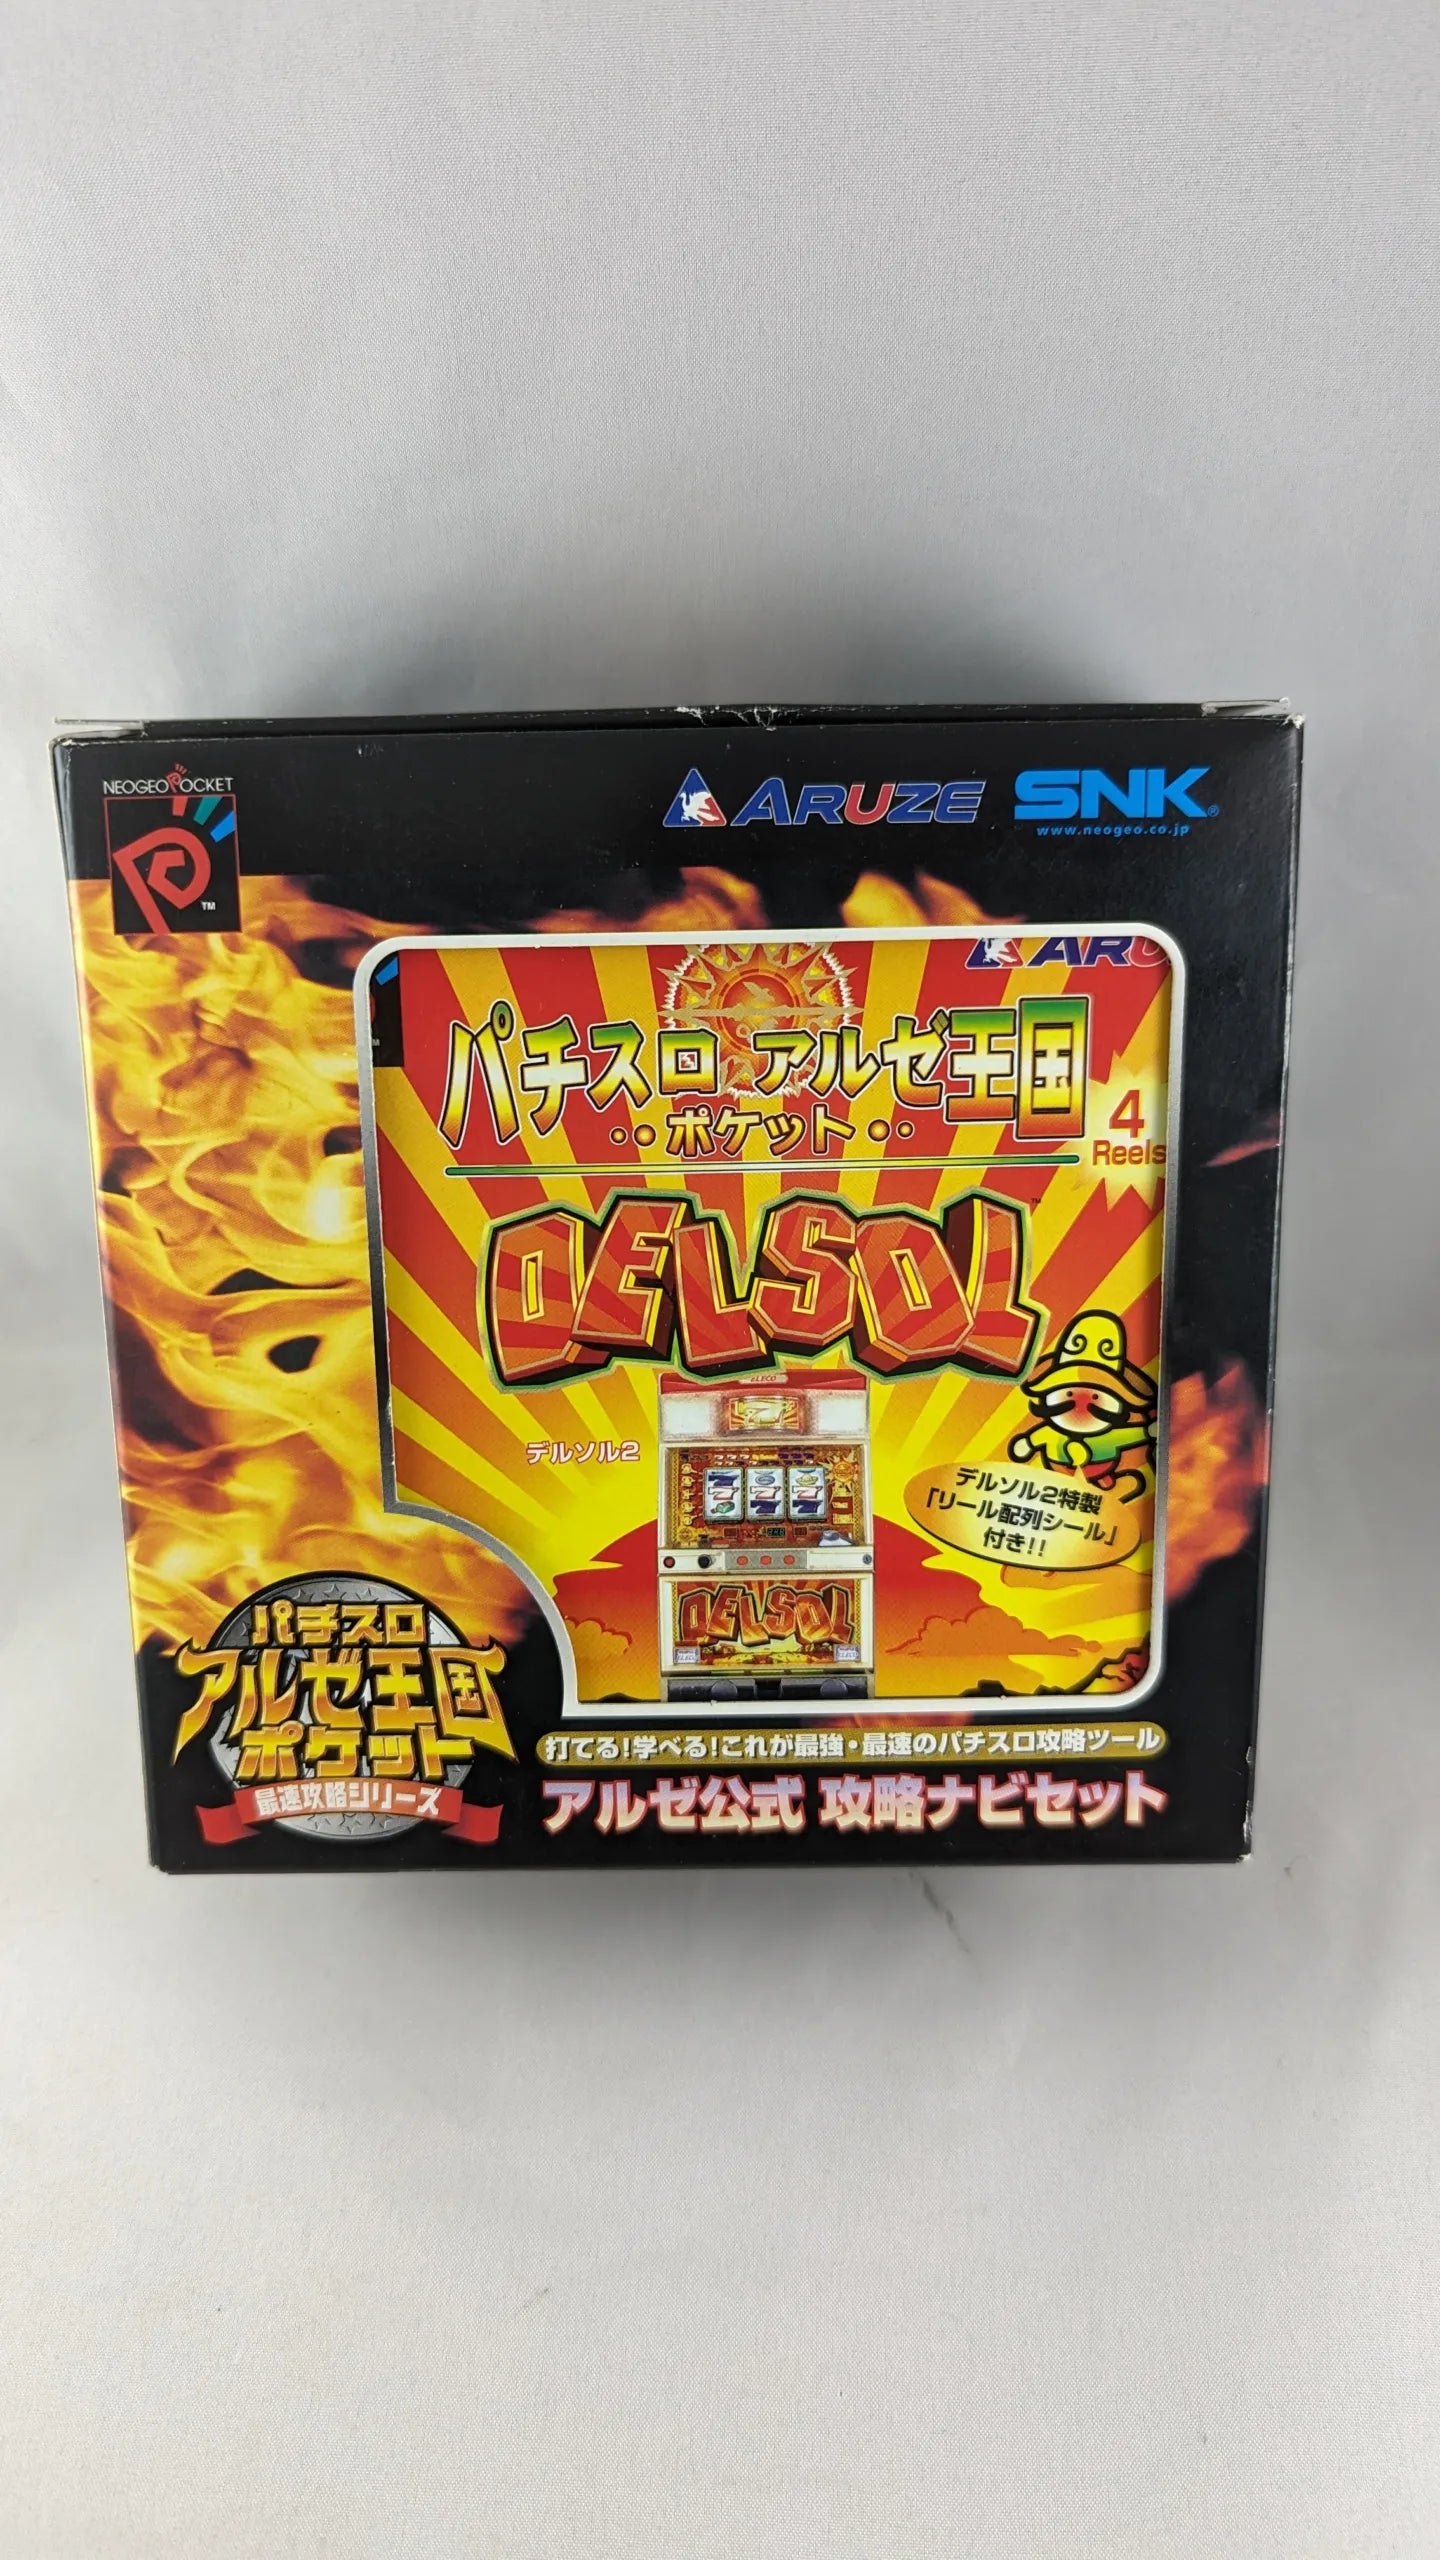 NEOGEO POCKET
TM
ARUZE
SNK®
www.neogeo.co.jp
パチスロ アルゼ王国
ポケット
4
Reels
DELSOL™
デルソル2
ELECO
DELSOL
デルソル2特製
「リール配列シール」
付き!!
パチスロ
アルゼ王国
ポケット
最速攻略シリーズ
打てる!学べる!これが最強・最速のパチスロ攻略ツール
アルゼ公式 攻略ナビセット